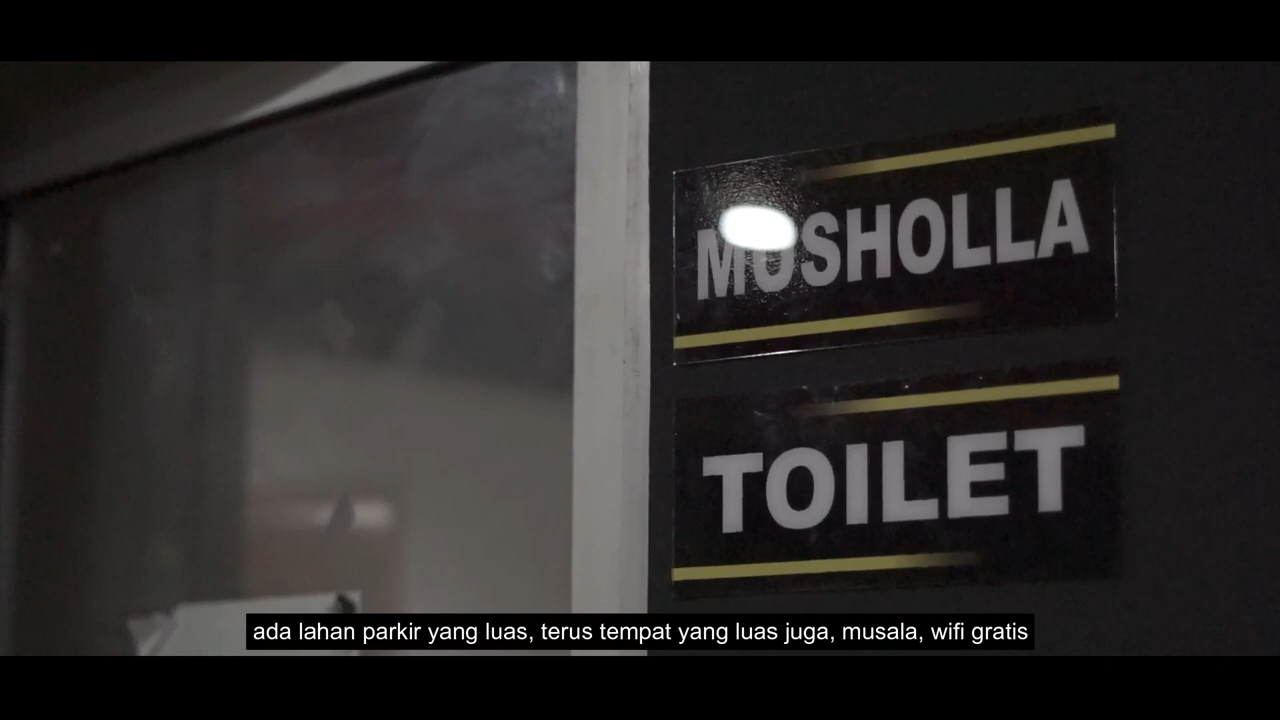 MUSHOLLA
TOILET
ada lahan parkir yang luas, terus tempat yang luas juga, musala, wifi gratis